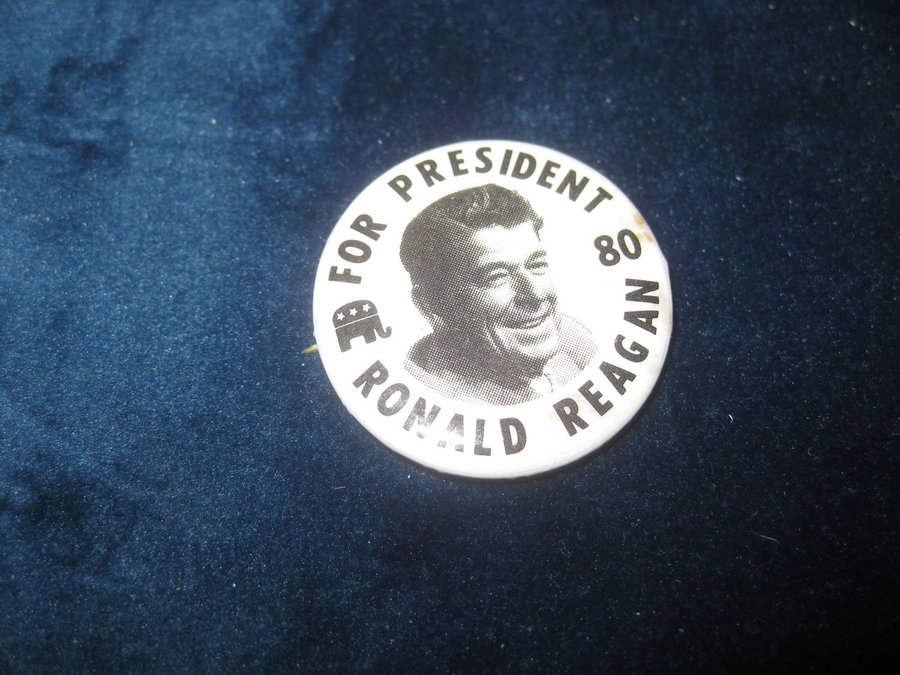 FOR PRESIDENT 80
RONALD REAGAN